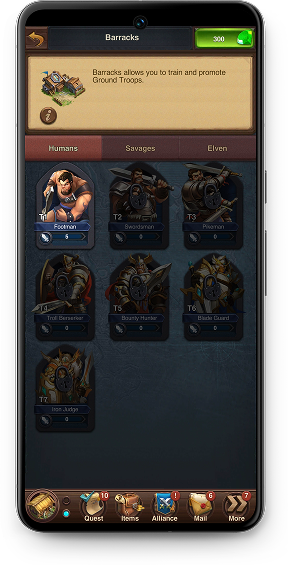 Barracks
300
Barracks allows you to train and promote
Ground Troops.
i
Humans Savages Elven
T1 T2 T3
Footman Swordsman Pikeman
5 0 0
T4 T5 T6
Troll Berserker Bounty Hunter Blade Guard
0 0 0
T7
Iron Judge
0
10 ! 6 7
Quest Items Alliance Mail More